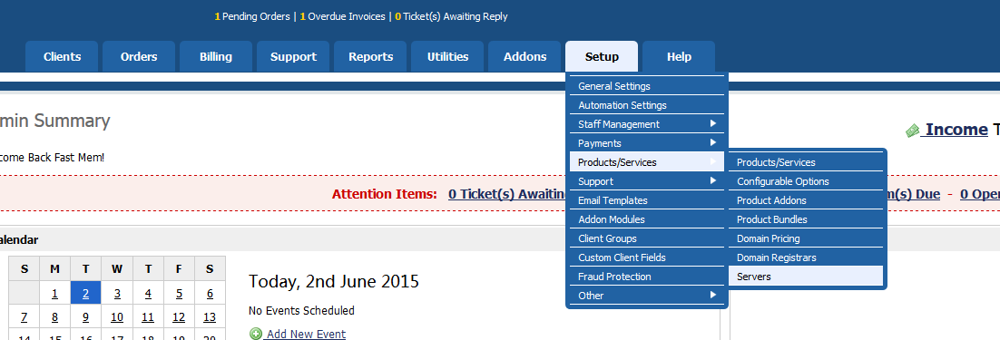 1 Pending Orders | 1 Overdue Invoices | 0 Ticket(s) Awaiting Reply
Clients Orders Billing Support Reports Utilities Addons Setup Help
General Settings
Automation Settings
Staff Management
Payments
Products/Services
Support
Email Templates
Addon Modules
Client Groups
Custom Client Fields
Fraud Protection
Other
Products/Services
Configurable Options
Product Addons
Product Bundles
Domain Pricing
Domain Registrars
Servers
min Summary
Income T
come Back Fast Mem!
Attention Items: 0 Ticket(s) Awaiting m(s) Due - 0 Oper
alendar
S M T W T F S
1 2 3 4 5 6
7 8 9 10 11 12 13
14 15 16 17 18 19 20
Today, 2nd June 2015
No Events Scheduled
Add New Event